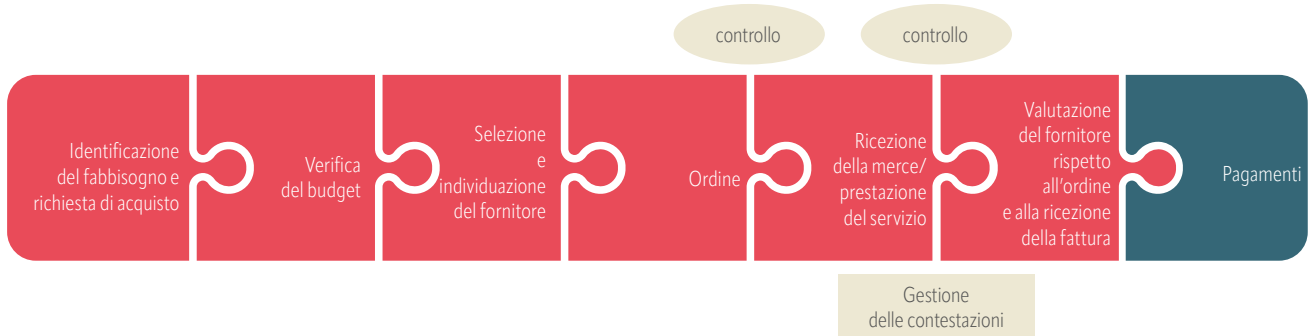 controllo
controllo
Identificazione
del fabbisogno e
richiesta di acquisto
Verifica
del budget
Selezione
e
individuazione
del fornitore
Ordine
Ricezione
della merce/
prestazione
del servizio
Valutazione
del fornitore
rispetto
all’ordine
e alla ricezione
della fattura
Pagamenti
Gestione
delle contestazioni